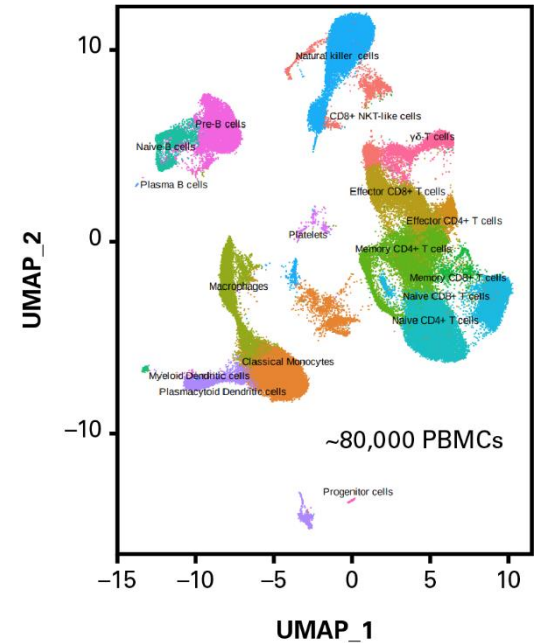 10
Natural killer cells
CD8+ NKT-like cells
Pre-B cells
γδ-T cells
Naive B cells
Plasma B cells
Effector CD8+ T cells
Effector CD4+ T cells
Platelets
0
Memory CD4+ T cells
Memory CD8+ T cells
Macrophages
Naive CD8+ T cells
Naive CD4+ T cells
Classical Monocytes
Myeloid Dendritic cells
Plasmacytoid Dendritic cells
−10
~80,000 PBMCs
Progenitor cells
UMAP_2
−15 −10 −5 0 5 10
UMAP_1